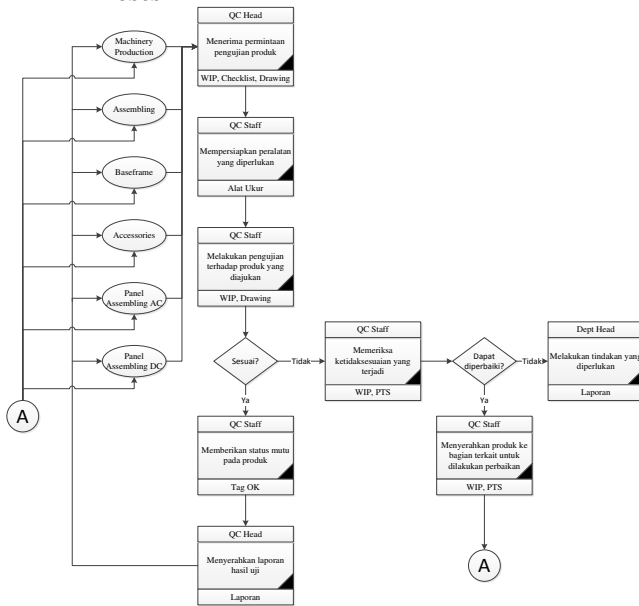 QC Head
Menerima permintaan
pengujian produk
WIP, Checklist, Drawing
Machinery
Production
Assembling
Baseframe
Accessories
Panel
Assembling AC
Panel
Assembling DC
A
QC Staff
Mempersiapkan peralatan
yang diperlukan
Alat Ukur
QC Staff
Melakukan pengujian
terhadap produk yang
diajukan
WIP, Drawing
Sesuai?
Tidak
QC Staff
Memeriksa
ketidaksesuaian yang
terjadi
WIP, PTS
Dapat
diperbaiki?
Tidak
Dept Head
Melakukan tindakan yang
diperlukan
Laporan
Ya
QC Staff
Memberikan status mutu
pada produk
Tag OK
Ya
QC Staff
Menyerahkan produk ke
bagian terkait untuk
dilakukan perbaikan
WIP, PTS
A
QC Head
Menyerahkan laporan
hasil uji
Laporan